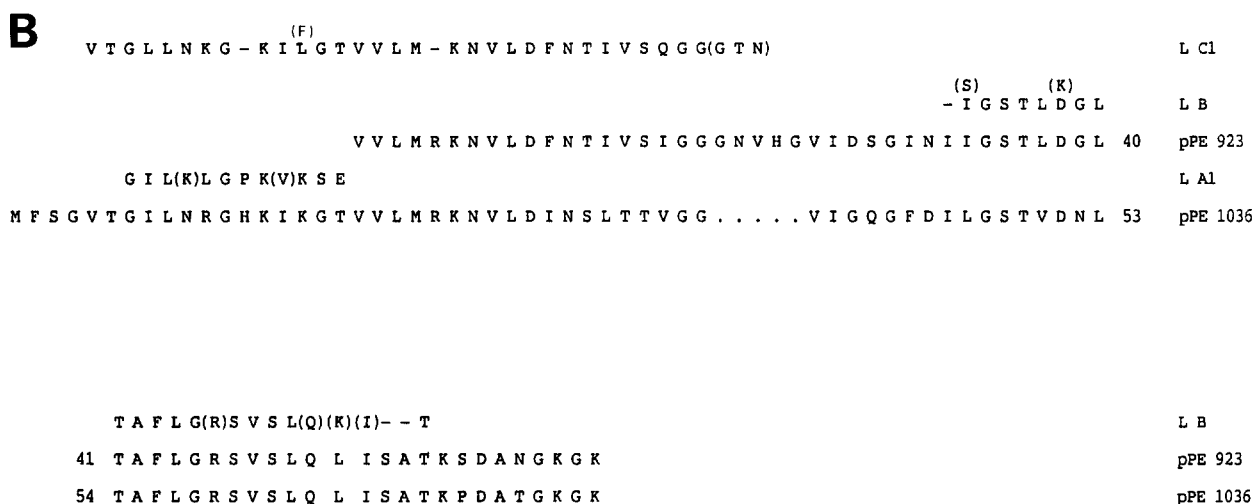 B
(F)
V T G L L N K G - K I L G T V V L M - K N V L D F N T I V S Q G G (G T N) L C1
(S) (K)
- I G S T L D G L L B
V V L M R K N V L D F N T I V S I G G G N V H G V I D S G I N I I G S T L D G L 40 pPE 923
G I L (K) L G P K (V) K S E L A1
M F S G V T G I L N R G H K I K G T V V L M R K N V L D I N S L T T V G G . . . . . V I G Q G F D I L G S T V D N L 53 pPE 1036
T A F L G (R) S V S L (Q) (K) (I) - - T L B
41 T A F L G R S V S L Q L I S A T K S D A N G K G K pPE 923
54 T A F L G R S V S L Q L I S A T K P D A T G K G K pPE 1036